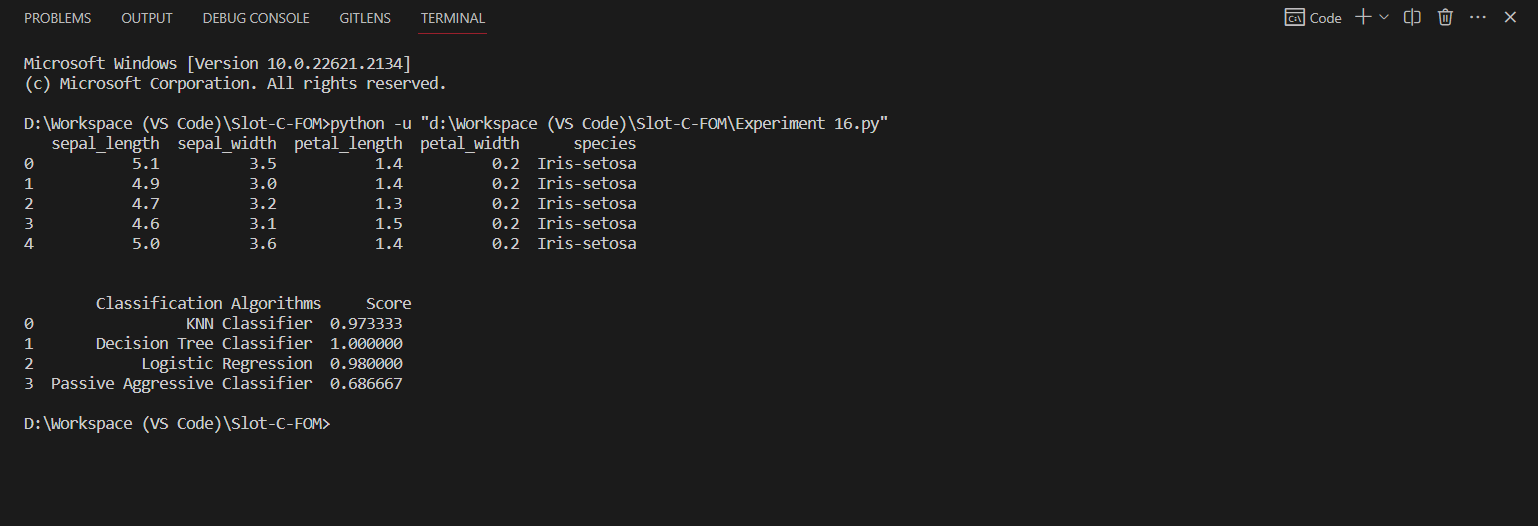 PROBLEMS OUTPUT DEBUG CONSOLE GITLENS TERMINAL Code
Microsoft Windows [Version 10.0.22621.2134]
(c) Microsoft Corporation. All rights reserved.
D:\Workspace (VS Code)\Slot-C-FOM>python -u "d:\Workspace (VS Code)\Slot-C-FOM\Experiment 16.py"
sepal_length sepal_width petal_length petal_width species
0 5.1 3.5 1.4 0.2 Iris-setosa
1 4.9 3.0 1.4 0.2 Iris-setosa
2 4.7 3.2 1.3 0.2 Iris-setosa
3 4.6 3.1 1.5 0.2 Iris-setosa
4 5.0 3.6 1.4 0.2 Iris-setosa
Classification Algorithms Score
0 KNN Classifier 0.973333
1 Decision Tree Classifier 1.000000
2 Logistic Regression 0.980000
3 Passive Aggressive Classifier 0.686667
D:\Workspace (VS Code)\Slot-C-FOM>